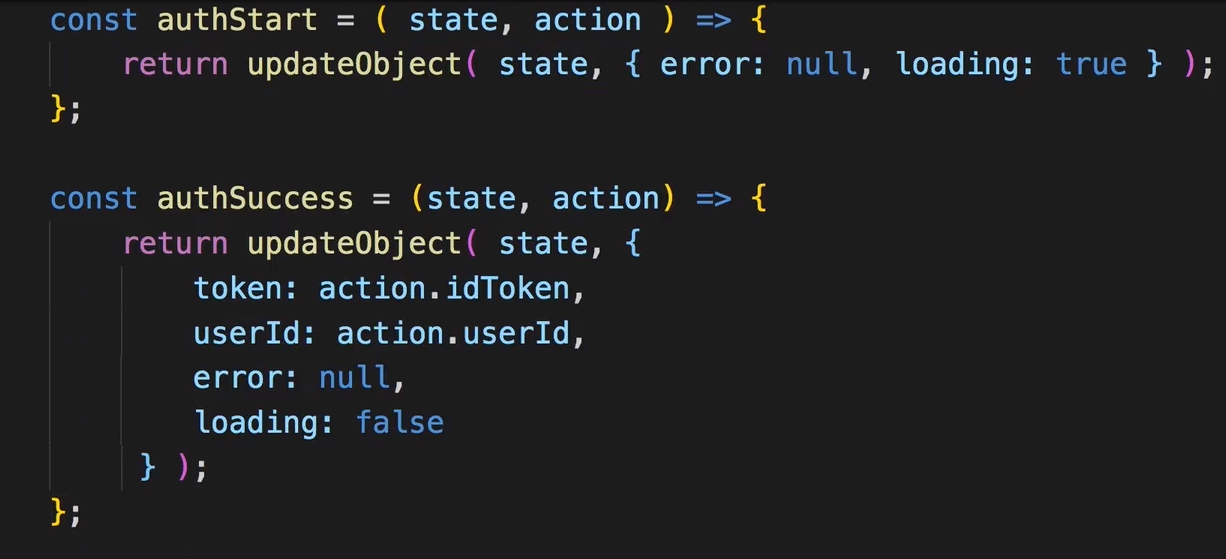 const authStart = ( state, action ) => {
    return updateObject( state, { error: null, loading: true } );
};
const authSuccess = (state, action) => {
    return updateObject( state, {
        token: action.idToken,
        userId: action.userId,
        error: null,
        loading: false
     } );
};